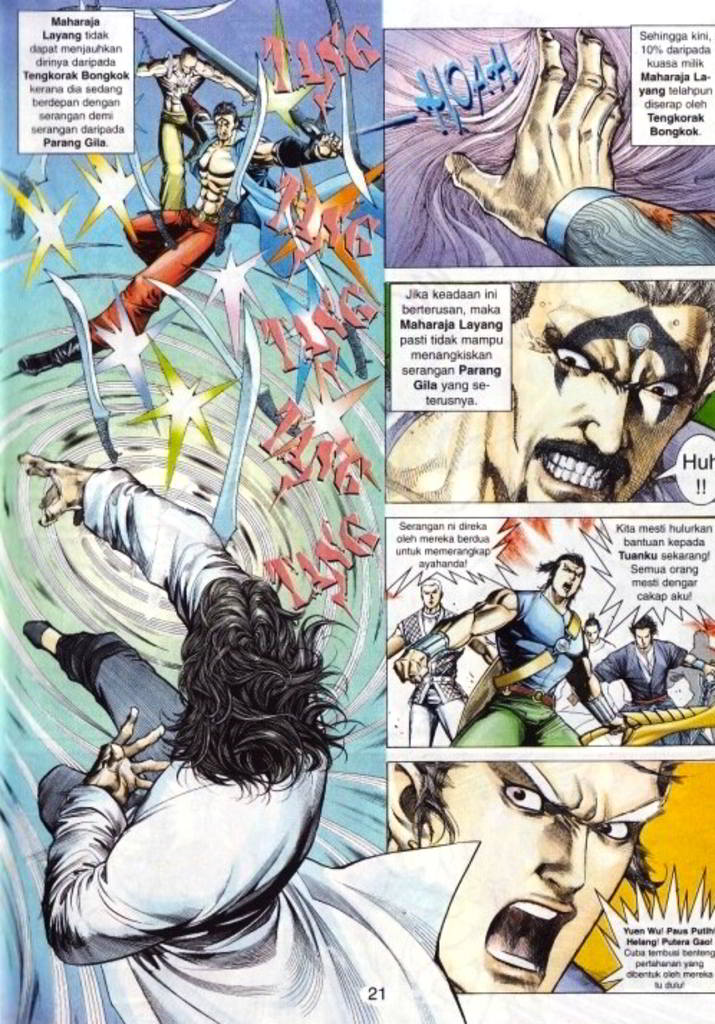 Maharaja
Layang tidak
dapat menjauhkan
dirinya daripada
Tengkorak Bongkok
kerana dia sedang
berdepan dengan
serangan demi
serangan daripada
Parang Gila.
TANG
TANG
TANG
TANG
TANG
HOAH
Sehingga kini,
10% daripada
kuasa milik
Maharaja La-
yang telahpun
diserap oleh
Tengkorak
Bongkok.
Jika keadaan ini
berterusan, maka
Maharaja Layang
pasti tidak mampu
menangkiskan
serangan Parang
Gila yang se-
terusnya.
Huh
!!
Serangan ni direka
oleh mereka berdua
untuk memerangkap
ayahanda!
Kita mesti hulurkan
bantuan kepada
Tuanku sekarang!
Semua orang
mesti dengar
cakap aku!
Yuen Wu! Paus Putih!
Helang! Putera Gao!
Cuba tembusi benteng
pertahanan yang
dibentuk oleh mereka
tu dulu!
21